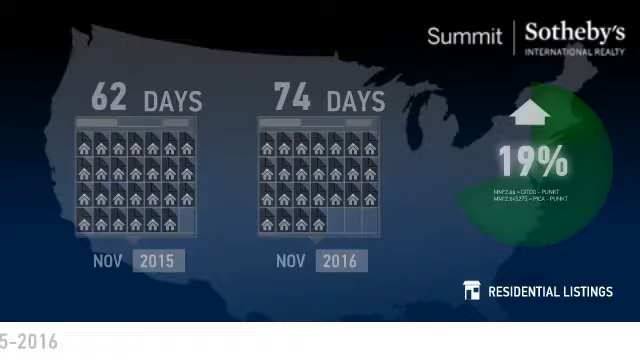 Summit | Sotheby's
INTERNATIONAL REALTY
62 DAYS
74 DAYS
19%
NOV 2015
NOV 2016
RESIDENTIAL LISTINGS
5-2016